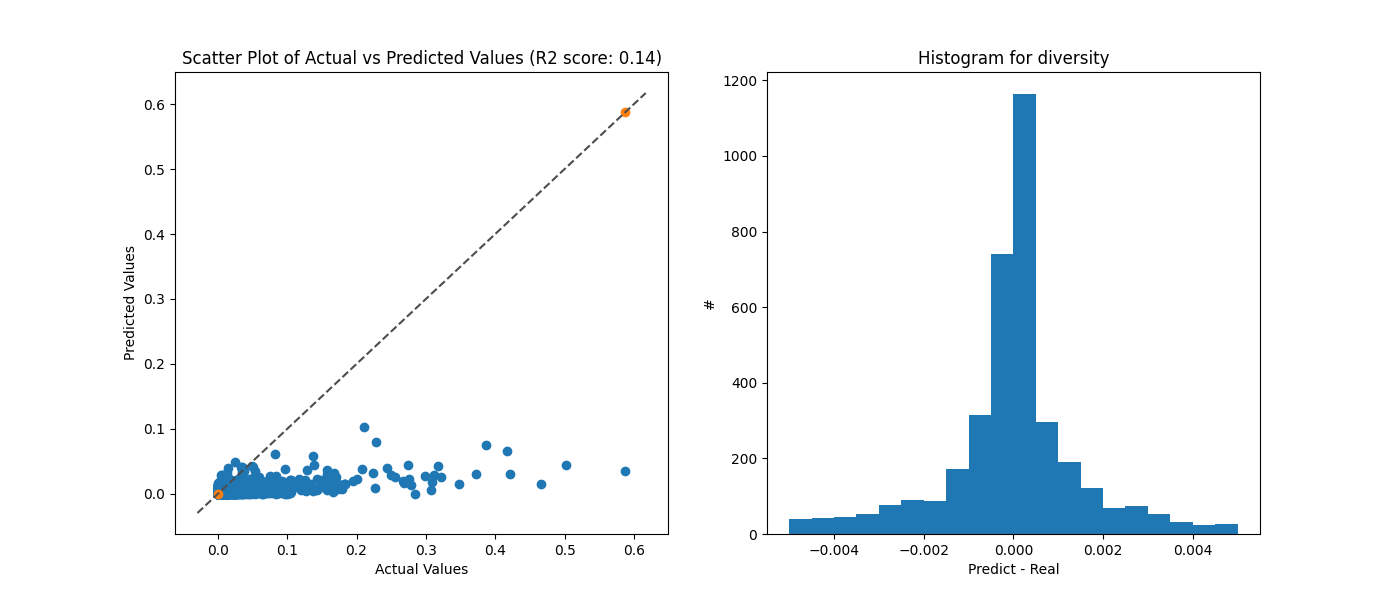 Scatter Plot of Actual vs Predicted Values (R2 score: 0.14)
Predicted Values
0.6
0.5
0.4
0.3
0.2
0.1
0.0
0.0 0.1 0.2 0.3 0.4 0.5 0.6
Actual Values
Histogram for diversity
#
1200
1000
800
600
400
200
0
−0.004 −0.002 0.000 0.002 0.004
Predict - Real